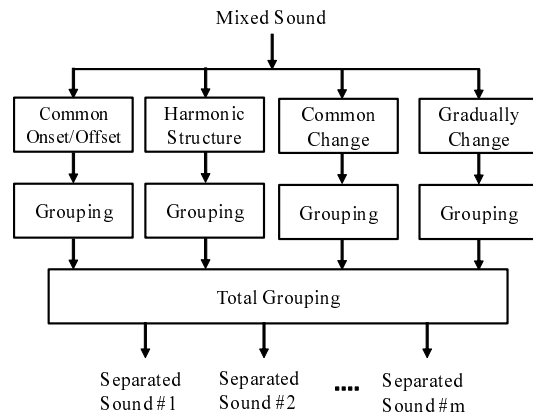 Mixed Sound
Common
Onset/Offset
Harmonic
Structure
Common
Change
Gradually
Change
Grouping
Grouping
Grouping
Grouping
Total Grouping
Separated
Sound #1
Separated
Sound #2
....
Separated
Sound #m